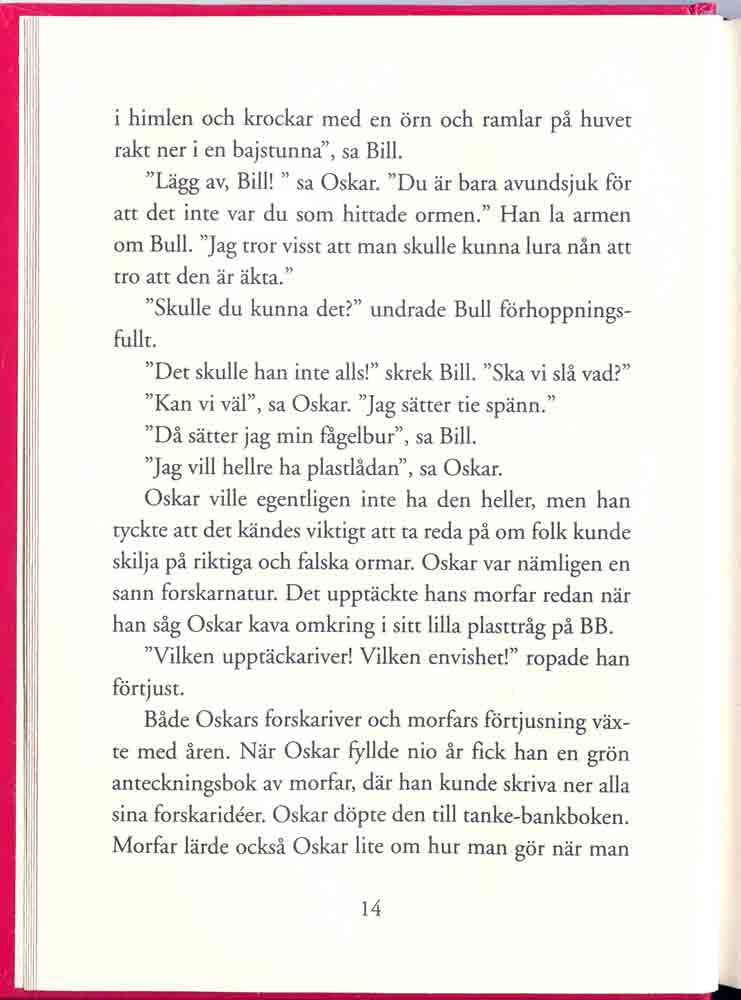 i himlen och krockar med en örn och ramlar på huvet
rakt ner i en bajstunna”, sa Bill.
”Lägg av, Bill! ” sa Oskar. ”Du är bara avundsjuk för
att det inte var du som hittade ormen.” Han la armen
om Bull. ”Jag tror visst att man skulle kunna lura nån att
tro att den är äkta.”
”Skulle du kunna det?” undrade Bull förhoppnings-
fullt.
”Det skulle han inte alls!” skrek Bill. ”Ska vi slå vad?”
”Kan vi väl”, sa Oskar. ”Jag sätter tie spänn.”
”Då sätter jag min fågelbur”, sa Bill.
”Jag vill hellre ha plastlådan”, sa Oskar.
Oskar ville egentligen inte ha den heller, men han
tyckte att det kändes viktigt att ta reda på om folk kunde
skilja på riktiga och falska ormar. Oskar var nämligen en
sann forskarnatur. Det upptäckte hans morfar redan när
han såg Oskar kava omkring i sitt lilla plasttråg på BB.
”Vilken upptäckariver! Vilken envishet!” ropade han
förtjust.
Både Oskars forskariver och morfars förtjusning väx-
te med åren. När Oskar fyllde nio år fick han en grön
anteckningsbok av morfar, där han kunde skriva ner alla
sina forskaridéer. Oskar döpte den till tanke-bankboken.
Morfar lärde också Oskar lite om hur man gör när man
14